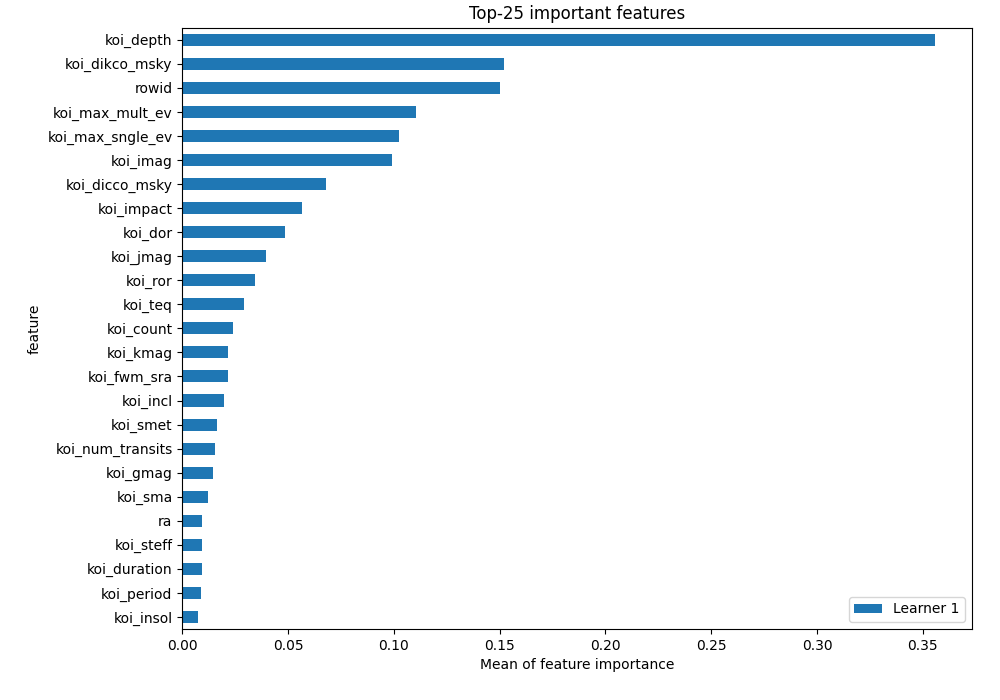 Top-25 important features
koi_depth
koi_dikco_msky
rowid
koi_max_mult_ev
koi_max_sngle_ev
koi_imag
koi_dicco_msky
koi_impact
koi_dor
koi_jmag
koi_ror
koi_teq
koi_count
koi_kmag
koi_fwm_sra
koi_incl
koi_smet
koi_num_transits
koi_gmag
koi_sma
ra
koi_steff
koi_duration
koi_period
koi_insol
feature
Learner 1
0.00 0.05 0.10 0.15 0.20 0.25 0.30 0.35
Mean of feature importance